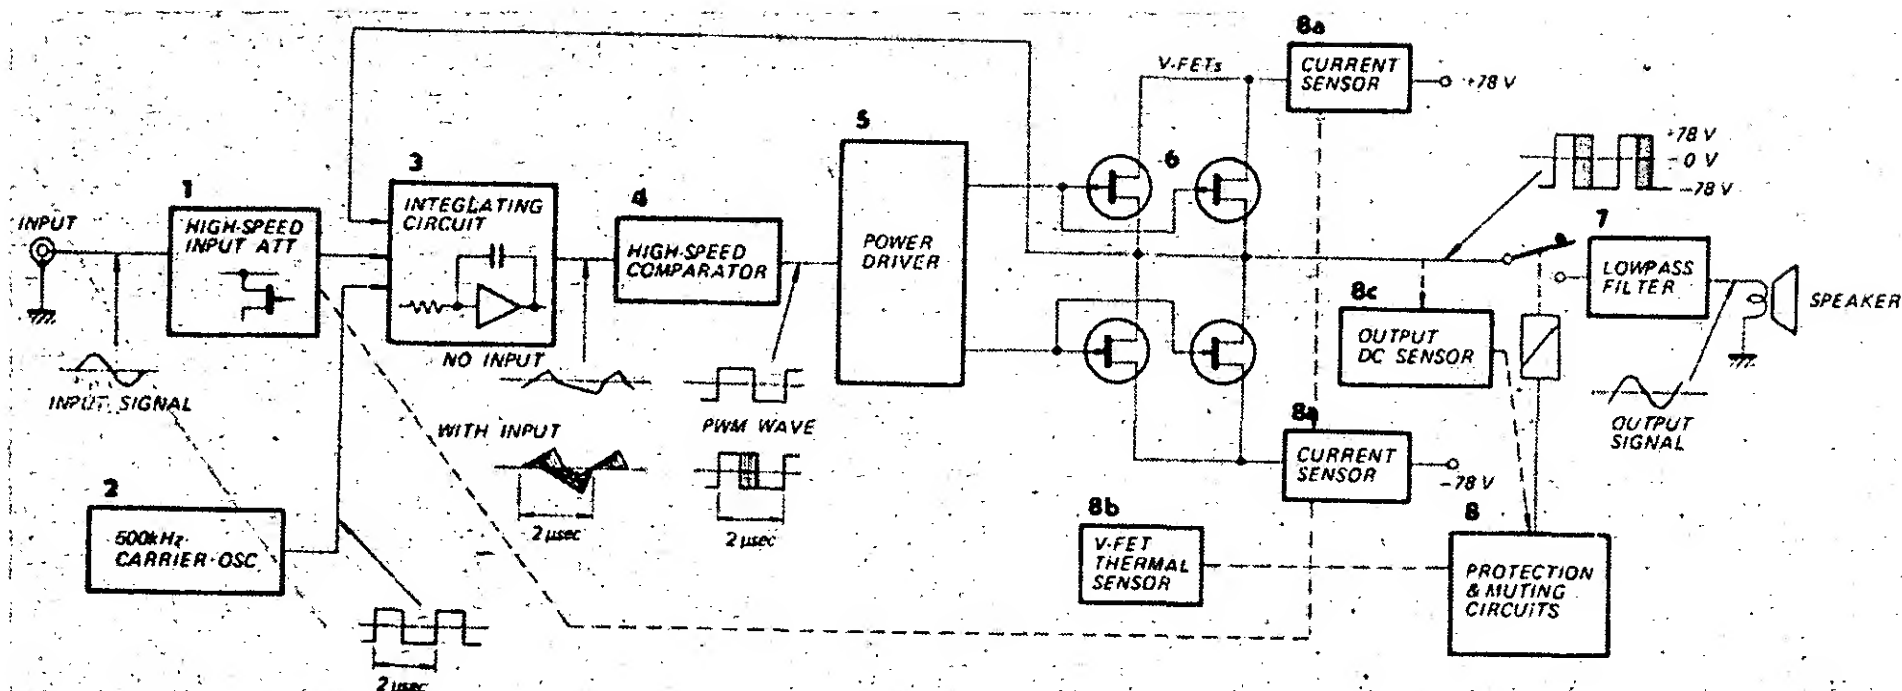 8a
V-FETs
CURRENT
SENSOR
+78 V
5
3
6
+78 V
-0 V
-78 V
1
4
INPUT
HIGH-SPEED
INPUT ATT
INTEGLATING
CIRCUIT
HIGH-SPEED
COMPARATOR
POWER
DRIVER
7
LOWPASS
FILTER
SPEAKER
8c
OUTPUT
DC SENSOR
NO INPUT
INPUT SIGNAL
WITH INPUT
PWM WAVE
OUTPUT
SIGNAL
8a
CURRENT
SENSOR
-78 V
2
500kHz
CARRIER-OSC
2 µsec
2 µsec
8b
V-FET
THERMAL
SENSOR
8
PROTECTION
& MUTING
CIRCUITS
2 µsec